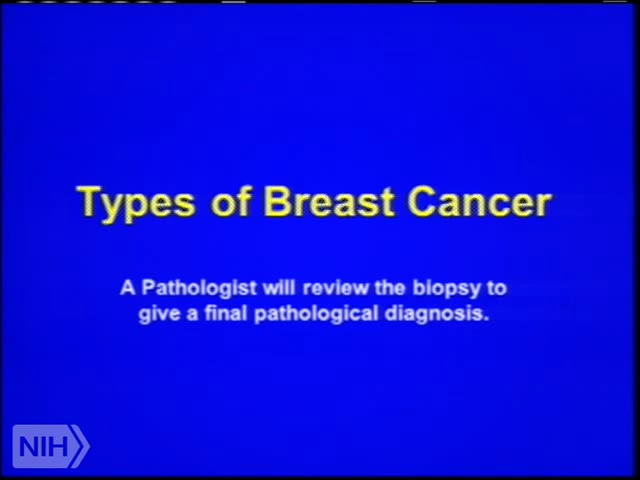 Types of Breast Cancer
A Pathologist will review the biopsy to
give a final pathological diagnosis.
NIH